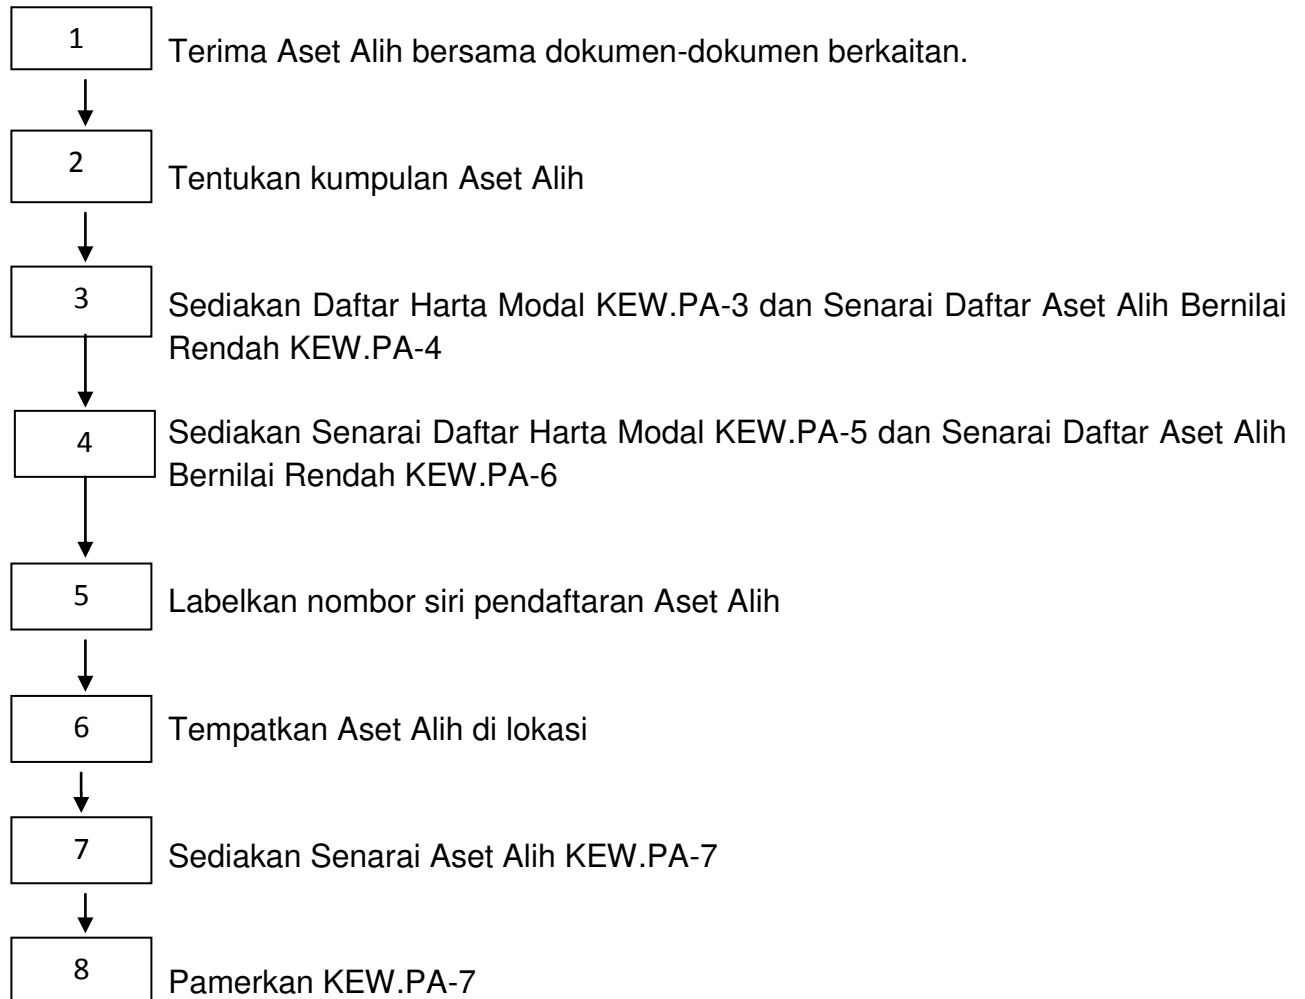 1
Terima Aset Alih bersama dokumen-dokumen berkaitan.
2
Tentukan kumpulan Aset Alih
3
Sediakan Daftar Harta Modal KEW.PA-3 dan Senarai Daftar Aset Alih Bernilai
Rendah KEW.PA-4
4
Sediakan Senarai Daftar Harta Modal KEW.PA-5 dan Senarai Daftar Aset Alih
Bernilai Rendah KEW.PA-6
5
Labelkan nombor siri pendaftaran Aset Alih
6
Tempatkan Aset Alih di lokasi
7
Sediakan Senarai Aset Alih KEW.PA-7
8
Pamerkan KEW.PA-7